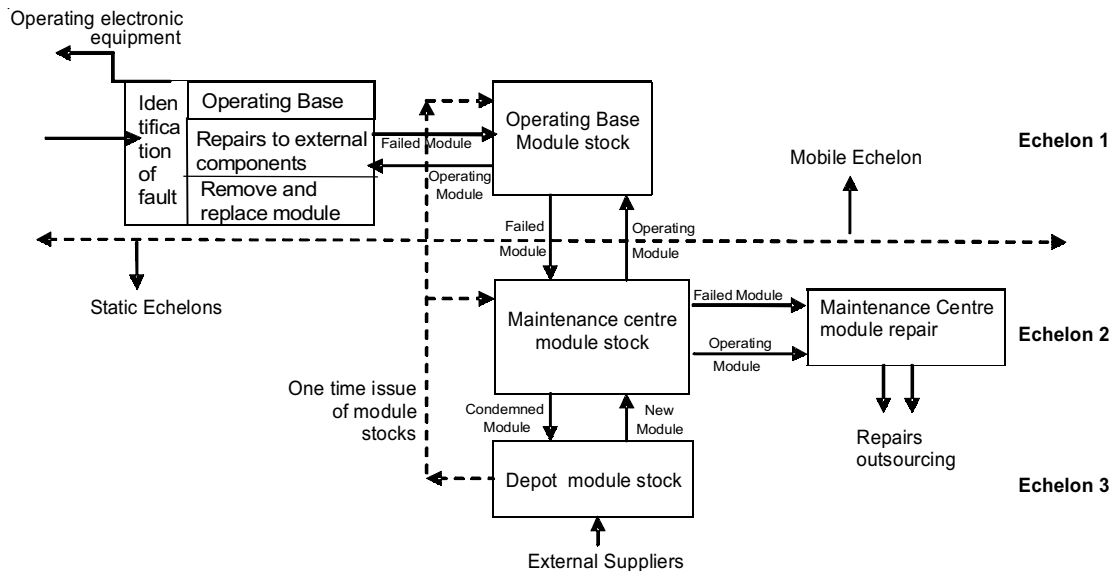 Operating electronic
equipment
Iden
tifica
tion
of
fault
Operating Base
Repairs to external
components
Remove and
replace module
Failed Module
Operating
Module
Operating Base
Module stock
Echelon 1
Mobile Echelon
Failed
Module
Operating
Module
Static Echelons
Maintenance centre
module stock
Failed Module
Operating
Module
Maintenance Centre
module repair
Echelon 2
One time issue
of module
stocks
Condemned
Module
New
Module
Repairs
outsourcing
Depot module stock
Echelon 3
External Suppliers